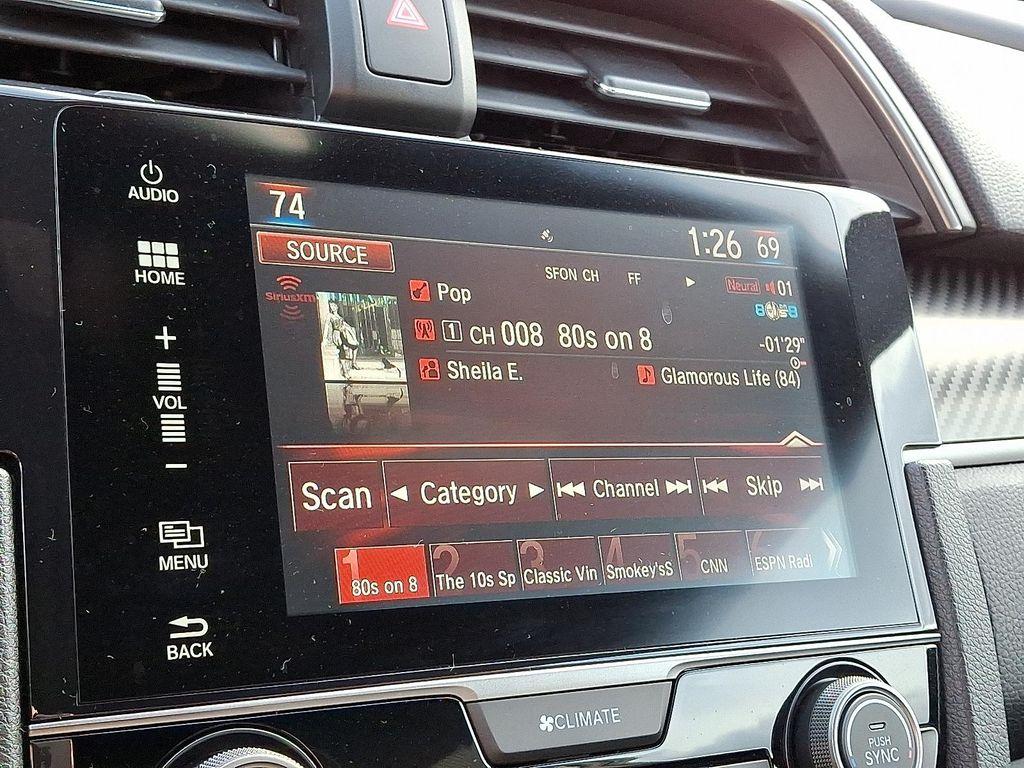 AUDIO
HOME
+
VOL
−
MENU
BACK
74
1:26 69
SOURCE
SFON CH FF
SiriusXM
Pop
Neural 01
1 CH 008 80s on 8
-01'29"
Sheila E.
Glamorous Life (84)
Scan
Category
Channel
Skip
1 80s on 8
2 The 10s Sp
3 Classic Vin
4 Smokey'sS
5 CNN
6 ESPN Radi
CLIMATE
PUSH
SYNC